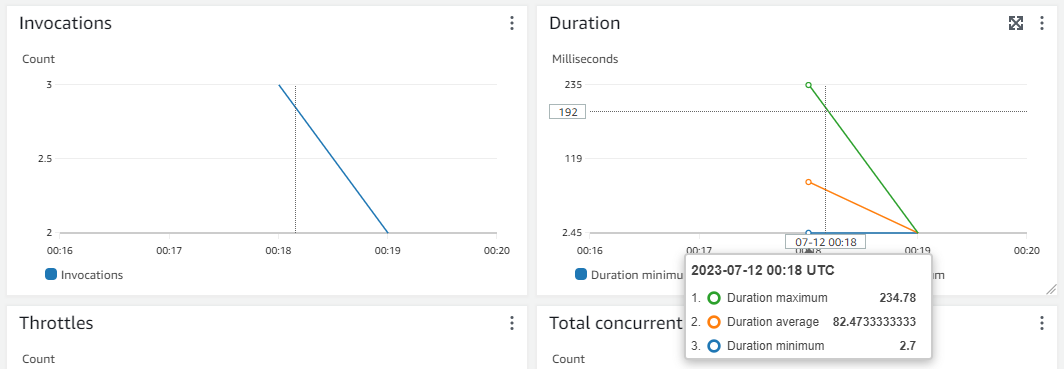 Invocations
Count
3
2.5
2
00:16
00:17
00:18
00:19
00:20
Invocations
Duration
Milliseconds
235
192
119
2.45
00:16
00:17
07-12 00:18
00:19
00:20
Duration minimu
um
2023-07-12 00:18 UTC
1. Duration maximum 234.78
2. Duration average 82.4733333333
3. Duration minimum 2.7
Throttles
Count
Total concurrent
Count